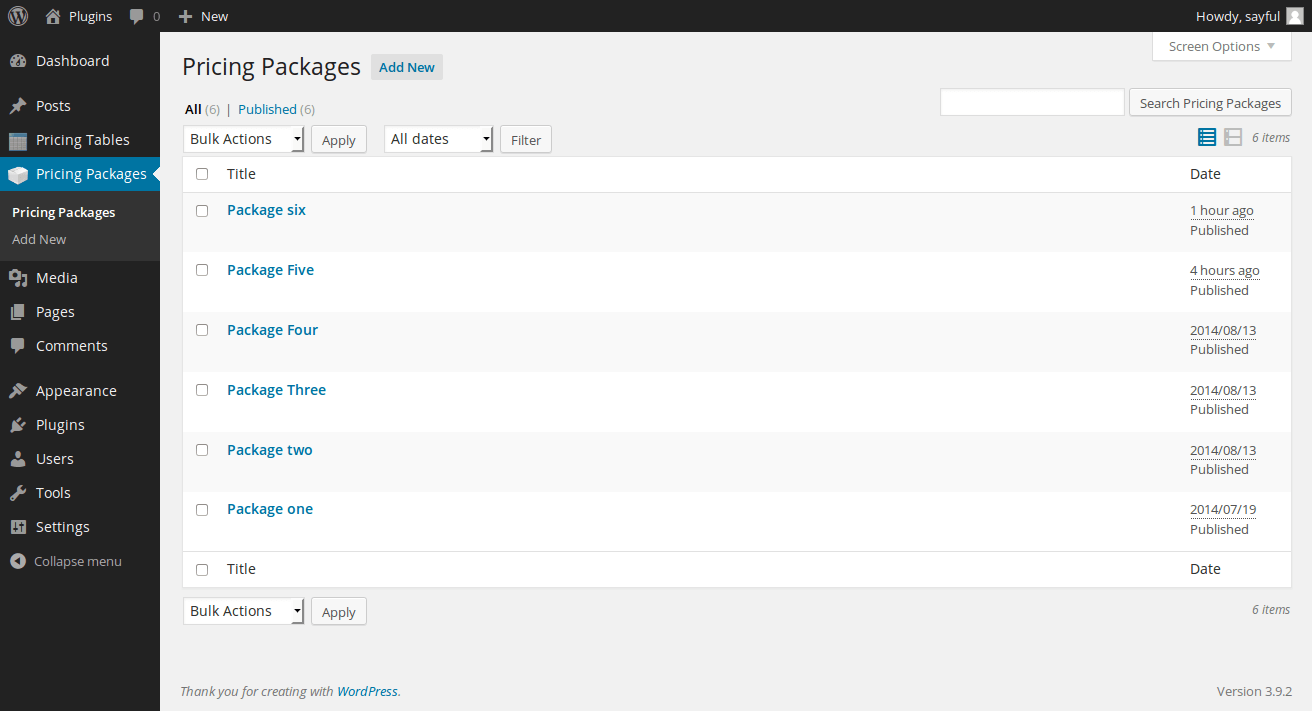 Plugins 0 New Howdy, sayful
Screen Options
Dashboard
Posts
Pricing Tables
Pricing Packages
Pricing Packages
Add New
Media
Pages
Comments
Appearance
Plugins
Users
Tools
Settings
Collapse menu
Pricing Packages Add New
All (6) | Published (6)
Search Pricing Packages
Bulk Actions Apply All dates Filter 6 items
Title Date
Package six 1 hour ago
Published
Package Five 4 hours ago
Published
Package Four 2014/08/13
Published
Package Three 2014/08/13
Published
Package two 2014/08/13
Published
Package one 2014/07/19
Published
Title Date
Bulk Actions Apply 6 items
Thank you for creating with WordPress. Version 3.9.2